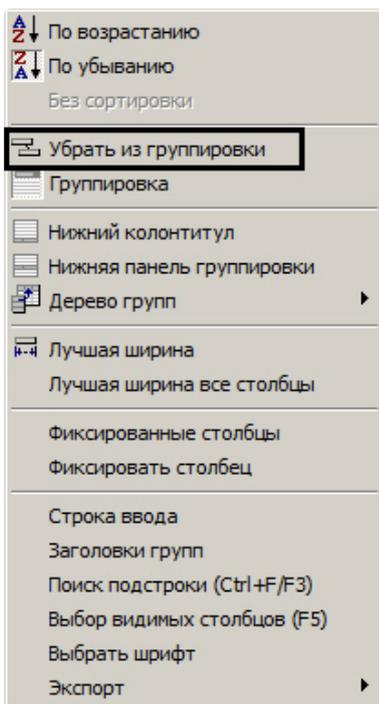 По возрастанию
По убыванию
Без сортировки
Убрать из группировки
Группировка
Нижний колонтитул
Нижняя панель группировки
Дерево групп
Лучшая ширина
Лучшая ширина все столбцы
Фиксированные столбцы
Фиксировать столбец
Строка ввода
Заголовки групп
Поиск подстроки (Ctrl+F/F3)
Выбор видимых столбцов (F5)
Выбрать шрифт
Экспорт